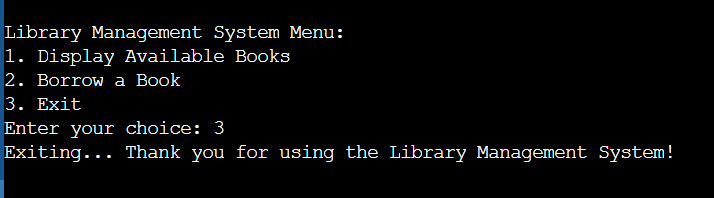 Library Management System Menu:
1. Display Available Books
2. Borrow a Book
3. Exit
Enter your choice: 3
Exiting... Thank you for using the Library Management System!